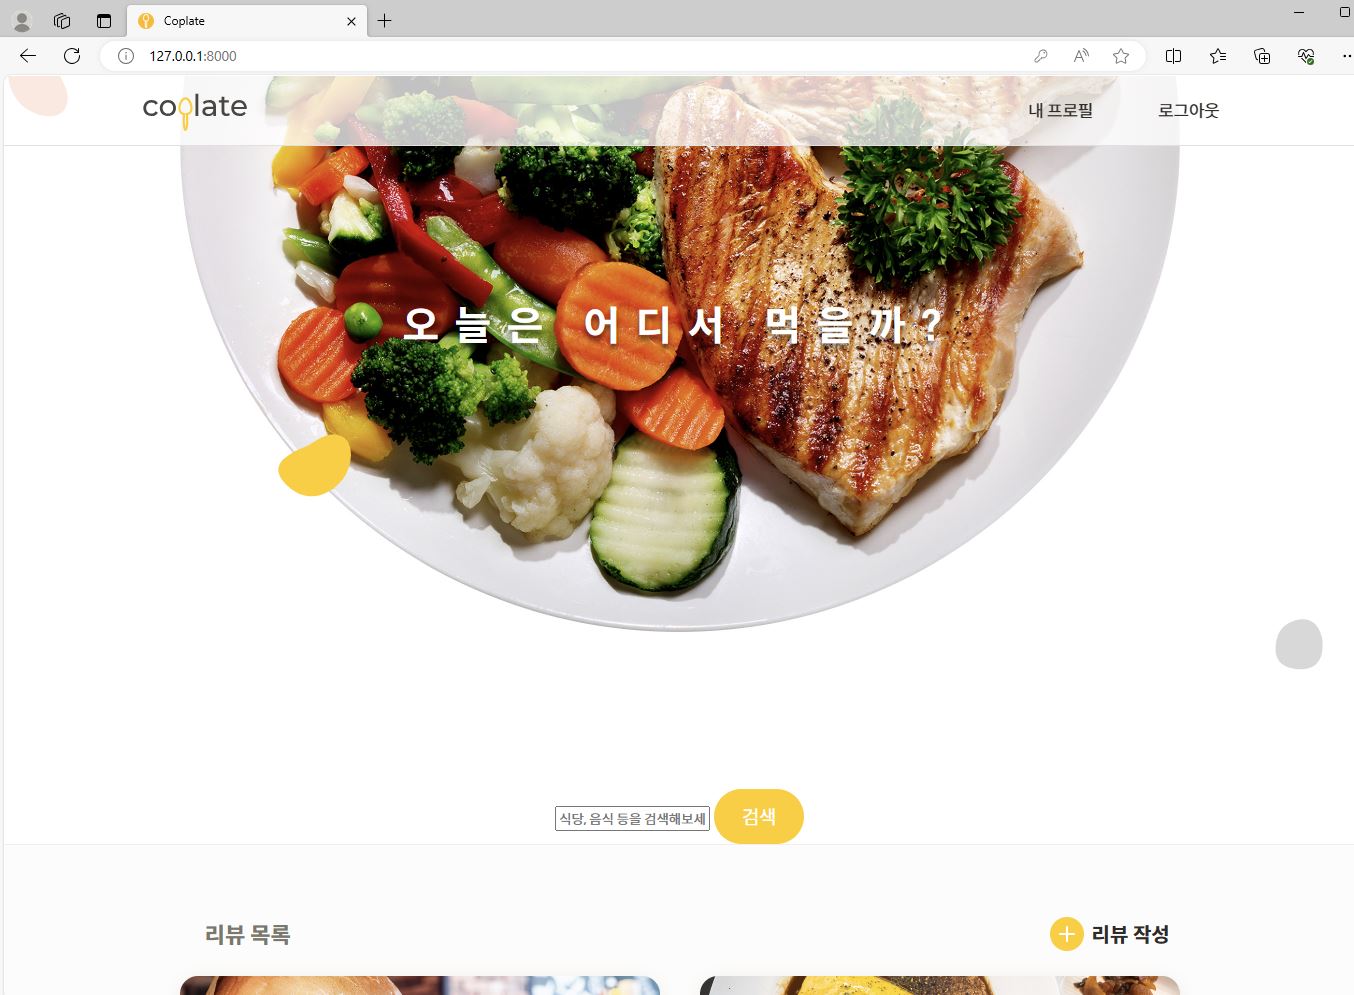 Coplate
127.0.0.1:8000
coplate
내 프로필
로그아웃
오늘은 어디서 먹을까?
식당, 음식 등을 검색해보세
검색
리뷰 목록
리뷰 작성